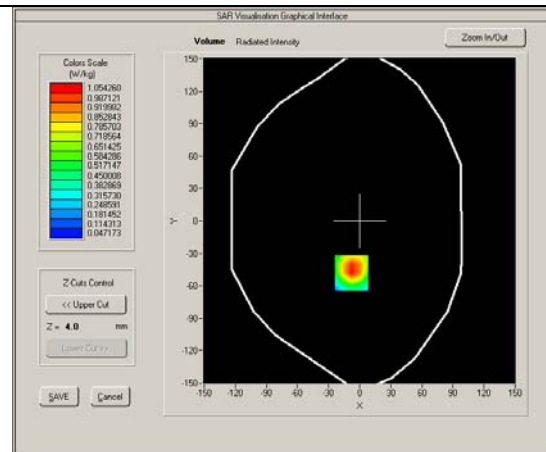 SAR Visualisation Graphical Interface
Volume Radiated Intensity
Zoom In/Out
Colors Scale
(W/kg)
1.054260
0.987121
0.919982
0.852843
0.785703
0.718564
0.651425
0.584286
0.517147
0.450008
0.382869
0.315730
0.248591
0.181452
0.114313
0.047173
150
120
90
60
30
0
-30
-60
-90
-120
-150
Y
-150 -120 -90 -60 -30 0 30 60 90 120 150
X
Z Cuts Control
<< Upper Cut
Z = 4.0 mm
Lower Cut >>
SAVE Cancel